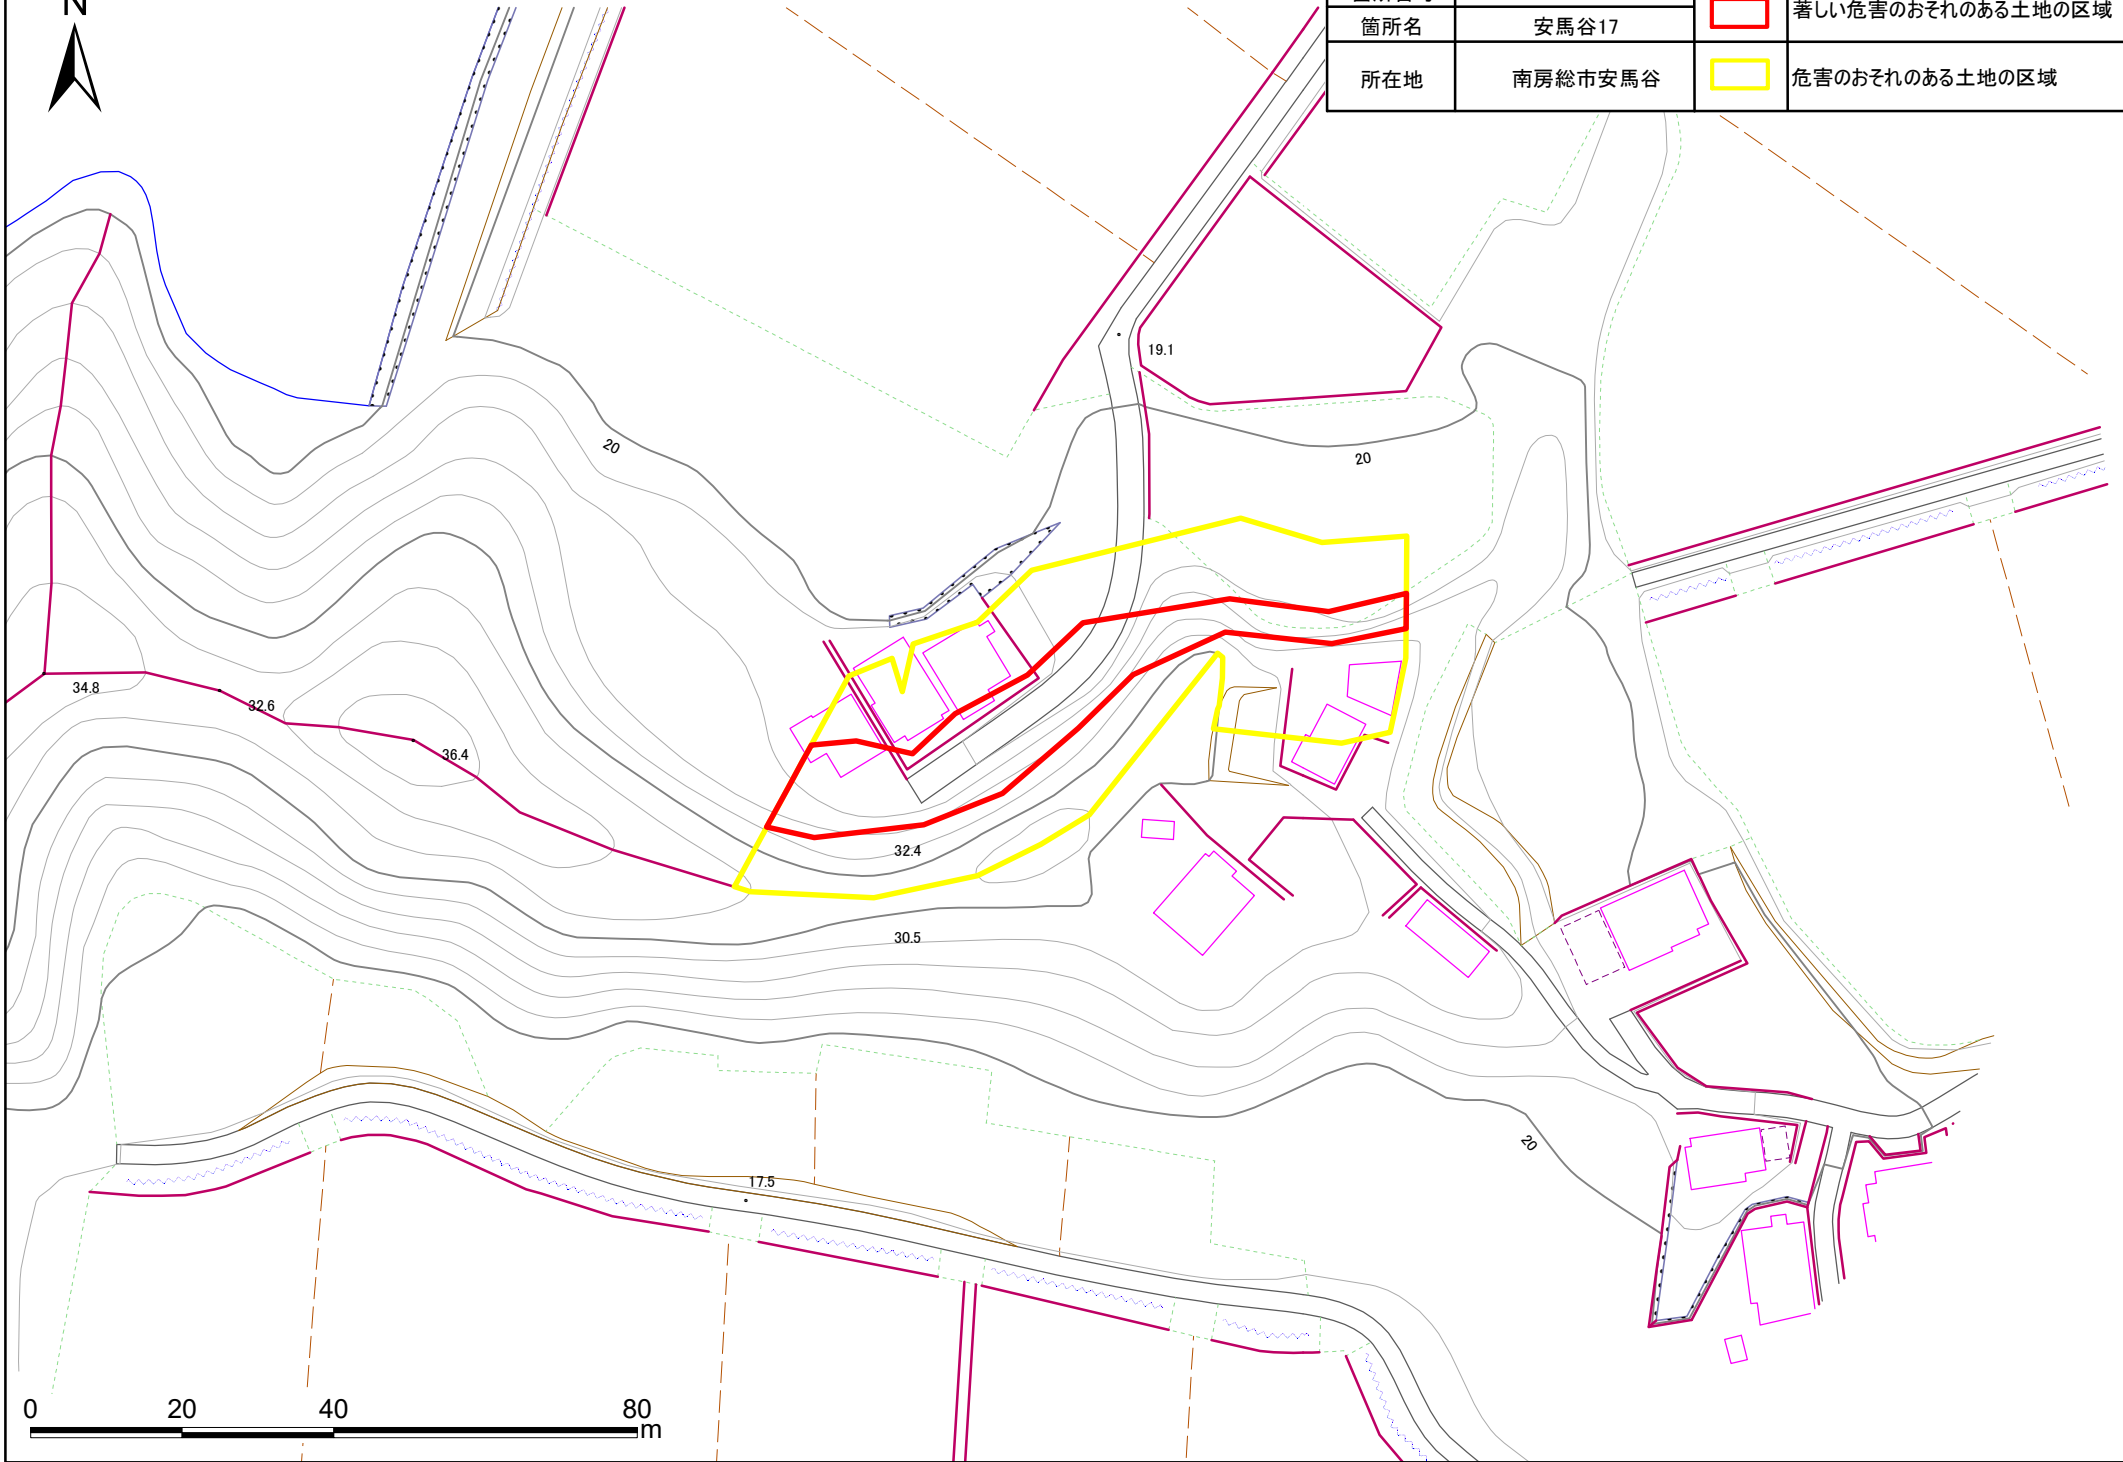 N
著しい危害のおそれのある土地の区域
箇所名 安馬谷17
所在地 南房総市安馬谷 危害のおそれのある土地の区域
19.1
20
20
34.8
32.6
36.4
32.4
30.5
20
17.5
0 20 40 80
m